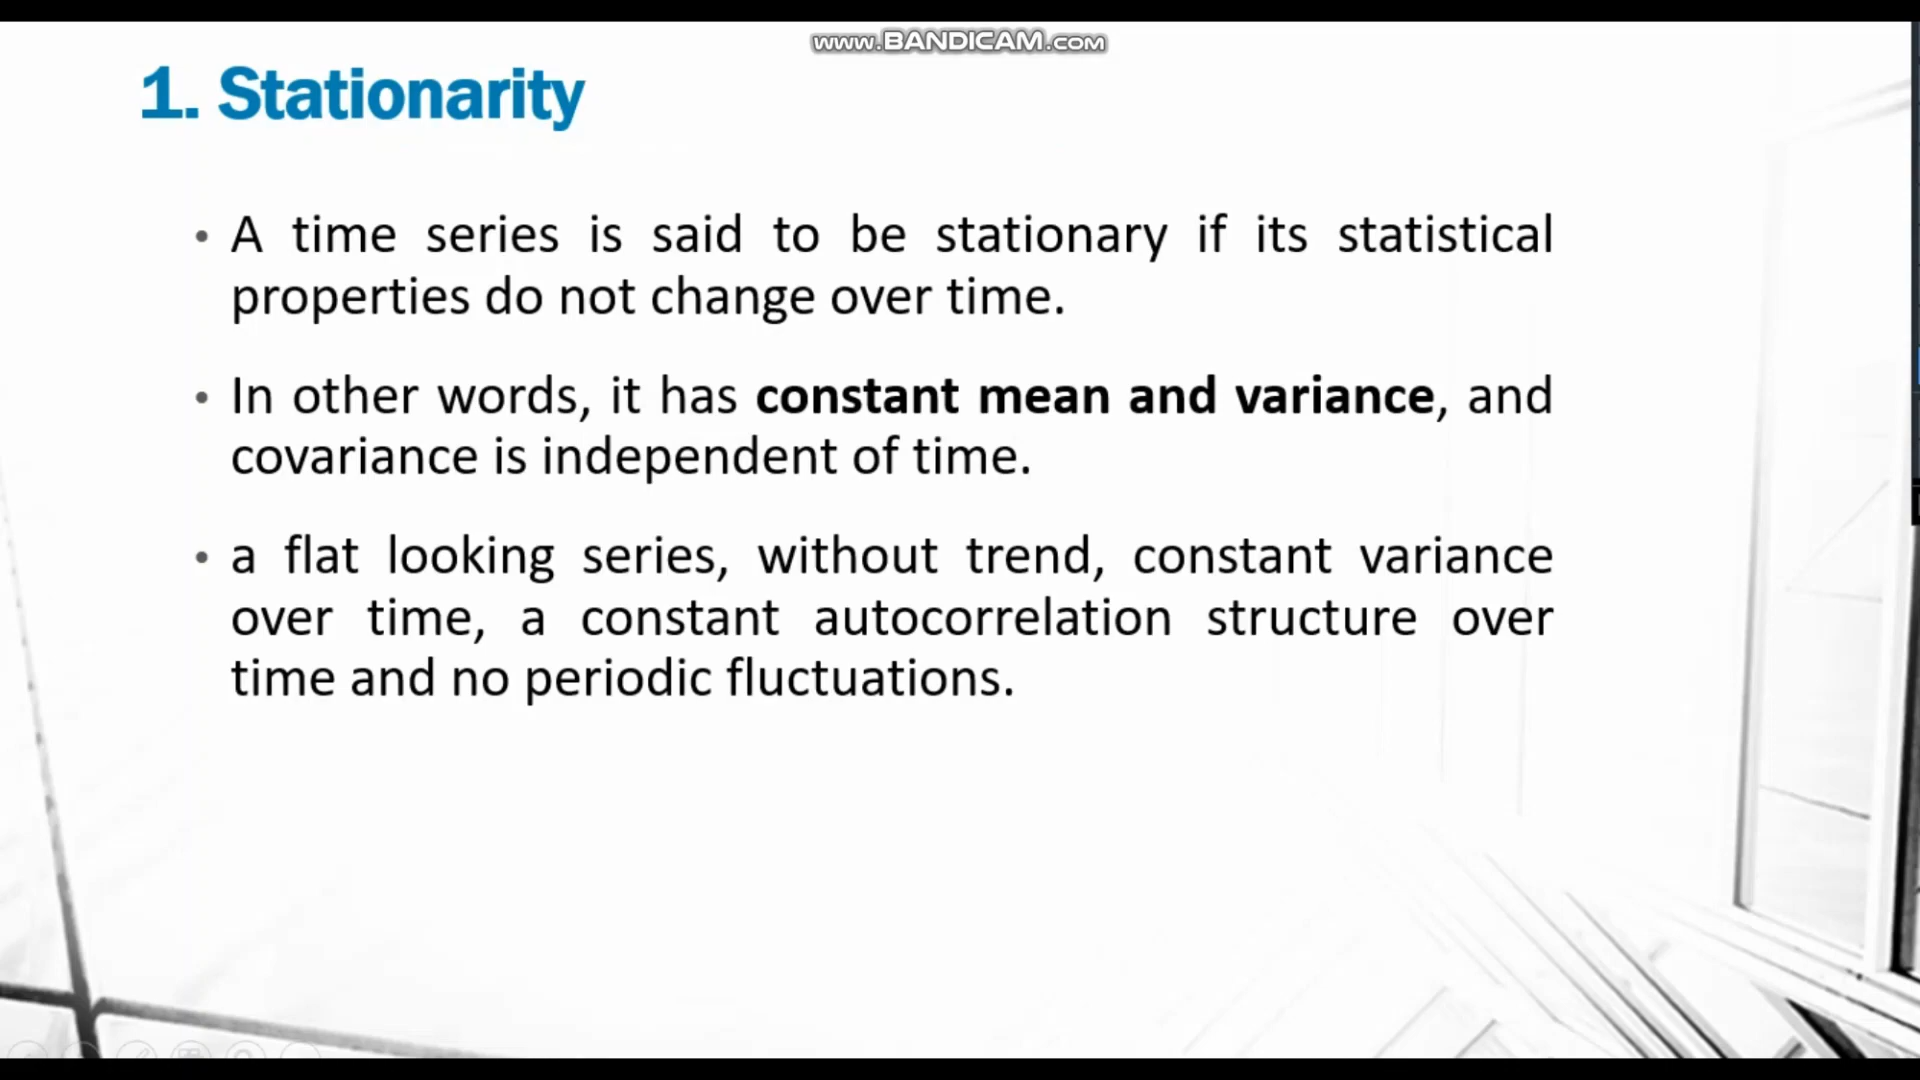 www.BANDICAM.com
1. Stationarity
• A time series is said to be stationary if its statistical
properties do not change over time.
• In other words, it has constant mean and variance, and
covariance is independent of time.
• a flat looking series, without trend, constant variance
over time, a constant autocorrelation structure over
time and no periodic fluctuations.